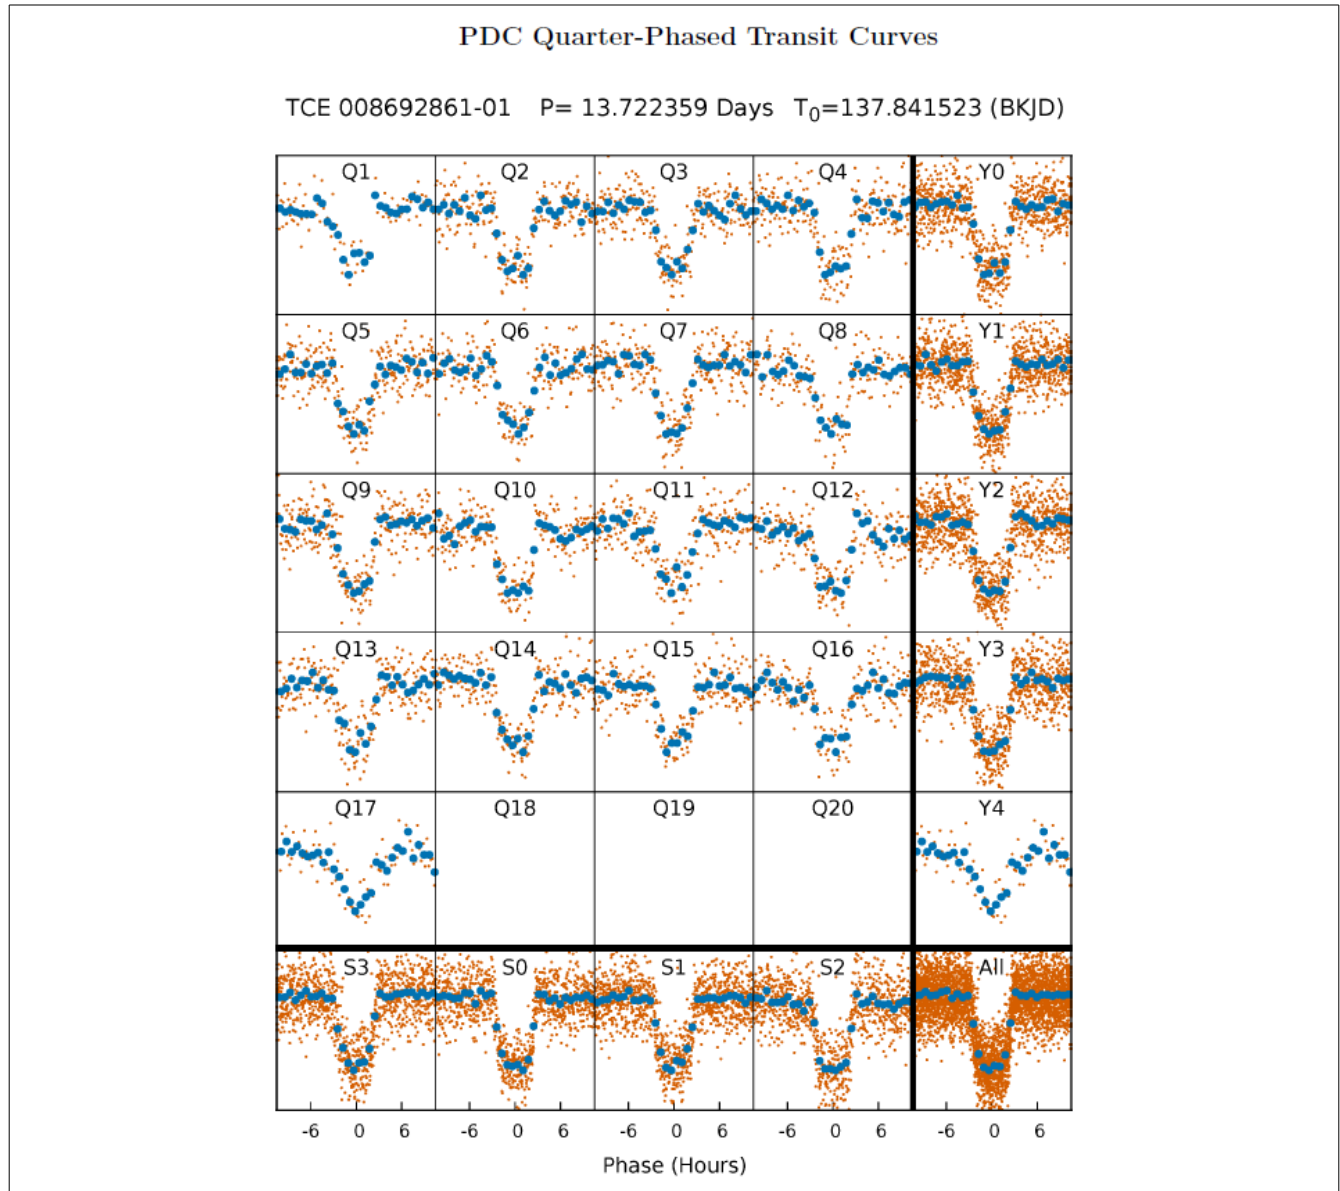 PDC Quarter-Phased Transit Curves
TCE 008692861-01 P= 13.722359 Days T₀=137.841523 (BKJD)
Q1 Q2 Q3 Q4 Y0
Q5 Q6 Q7 Q8 Y1
Q9 Q10 Q11 Q12 Y2
Q13 Q14 Q15 Q16 Y3
Q17 Q18 Q19 Q20 Y4
S3 S0 S1 S2 All
-6 0 6 -6 0 6 -6 0 6 -6 0 6 -6 0 6
Phase (Hours)